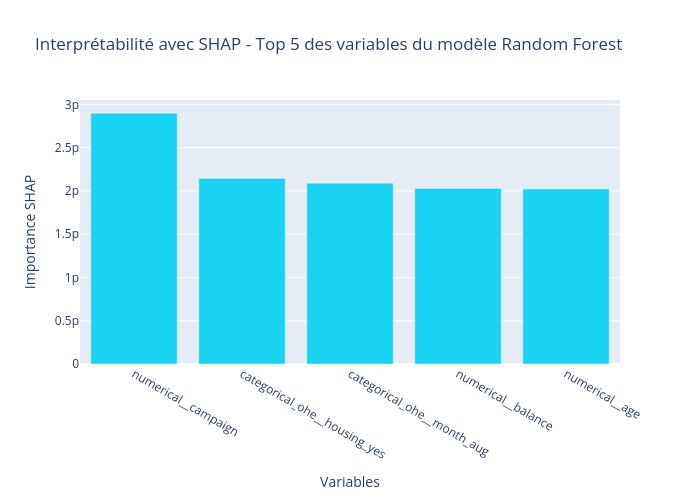 Interprétabilité avec SHAP - Top 5 des variables du modèle Random Forest
3p
2.5p
2p
1.5p
1p
0.5p
0
Importance SHAP
numerical__campaign
categorical_ohe__housing_yes
categorical_ohe__month_aug
numerical__balance
numerical__age
Variables